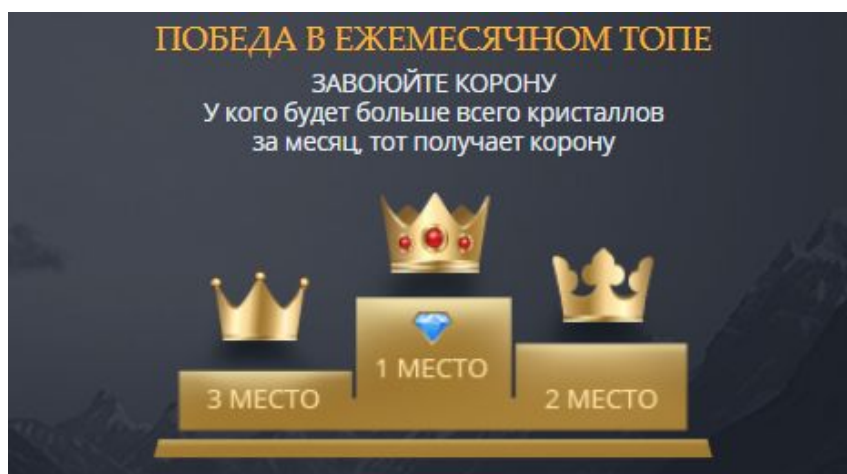 ПОБЕДА В ЕЖЕМЕСЯЧНОМ ТОПЕ
ЗАВОЮЙТЕ КОРОНУ
У кого будет больше всего кристаллов
за месяц, тот получает корону
1 МЕСТО
3 МЕСТО
2 МЕСТО